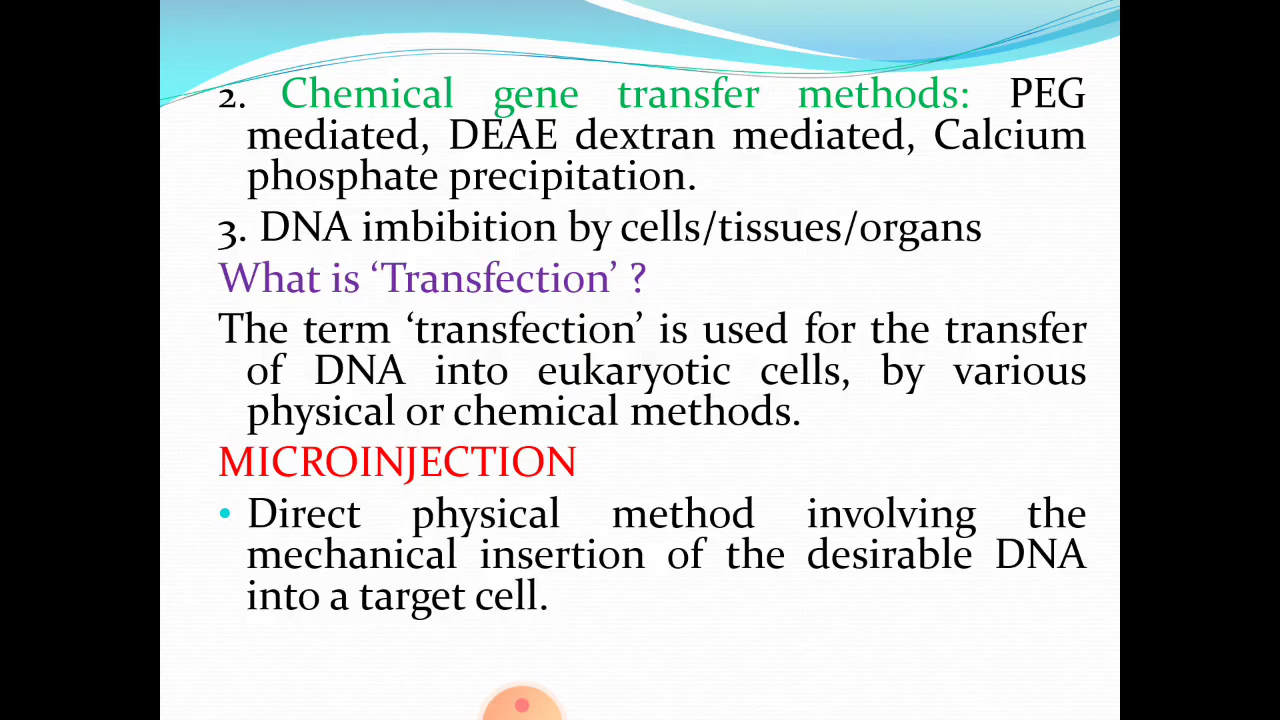 2. Chemical gene transfer methods: PEG
mediated, DEAE dextran mediated, Calcium
phosphate precipitation.
3. DNA imbibition by cells/tissues/organs
What is ‘Transfection’ ?
The term ‘transfection’ is used for the transfer
of DNA into eukaryotic cells, by various
physical or chemical methods.
MICROINJECTION
• Direct physical method involving the
mechanical insertion of the desirable DNA
into a target cell.